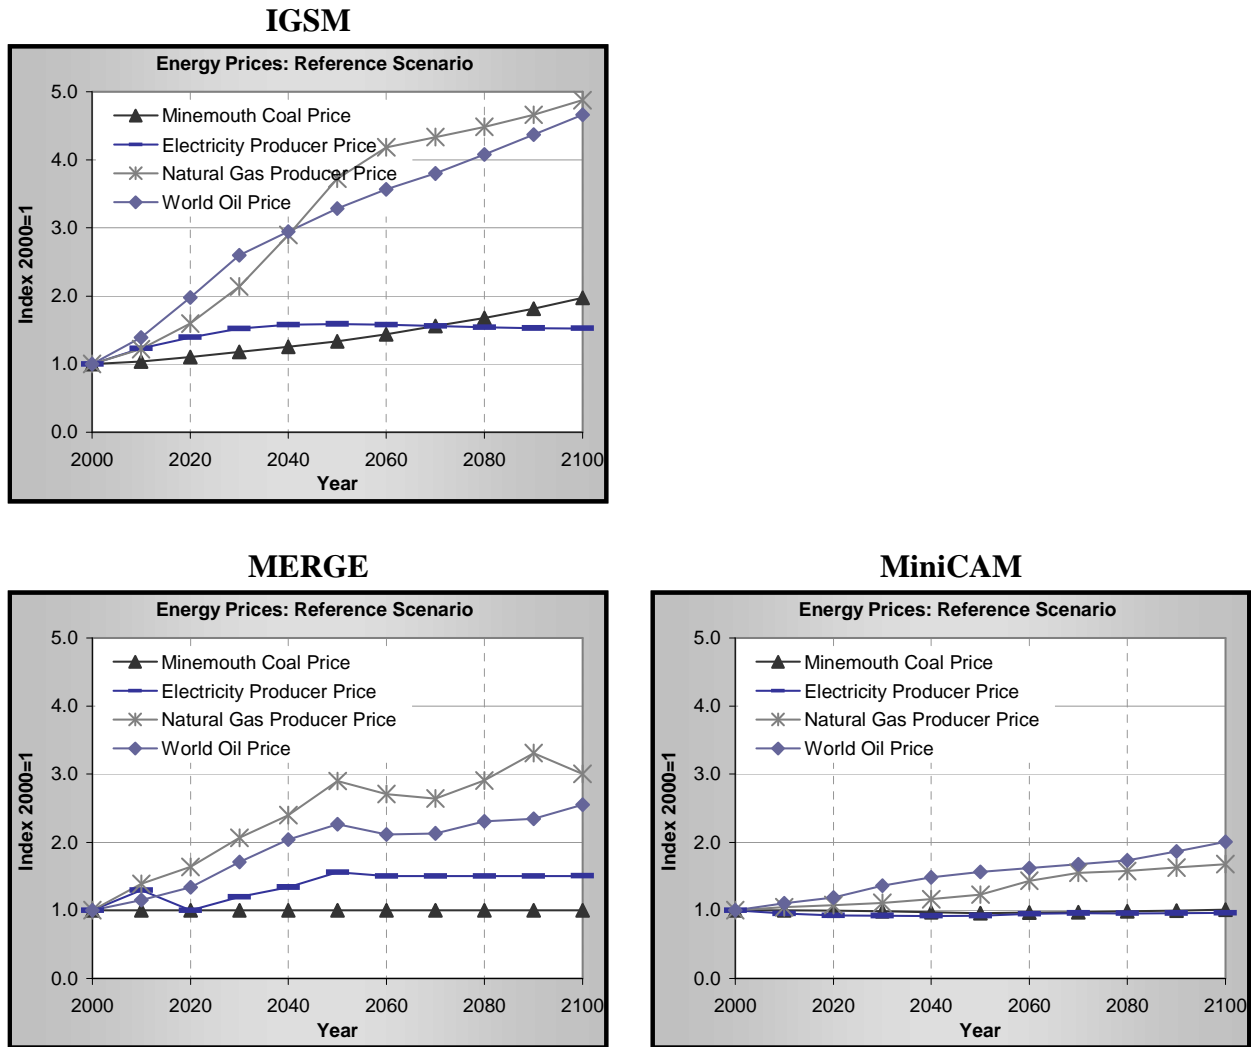 IGSM
Energy Prices: Reference Scenario
5.0
4.0
3.0
2.0
1.0
0.0
Index 2000=1
Minemouth Coal Price
Electricity Producer Price
Natural Gas Producer Price
World Oil Price
2000 2020 2040 2060 2080 2100
Year
MERGE
Energy Prices: Reference Scenario
5.0
4.0
3.0
2.0
1.0
0.0
Index 2000=1
Minemouth Coal Price
Electricity Producer Price
Natural Gas Producer Price
World Oil Price
2000 2020 2040 2060 2080 2100
Year
MiniCAM
Energy Prices: Reference Scenario
5.0
4.0
3.0
2.0
1.0
0.0
Index 2000=1
Minemouth Coal Price
Electricity Producer Price
Natural Gas Producer Price
World Oil Price
2000 2020 2040 2060 2080 2100
Year